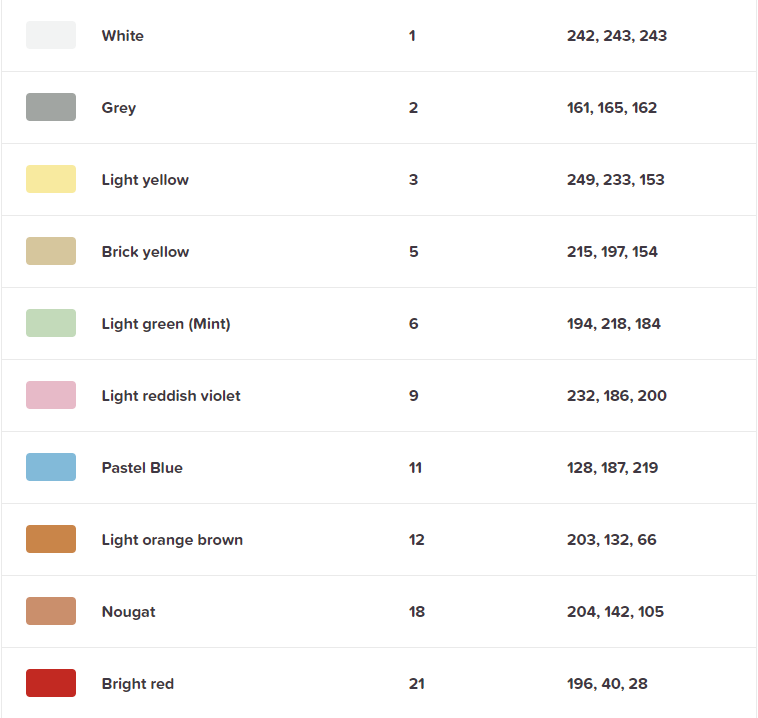 White 1 242, 243, 243
Grey 2 161, 165, 162
Light yellow 3 249, 233, 153
Brick yellow 5 215, 197, 154
Light green (Mint) 6 194, 218, 184
Light reddish violet 9 232, 186, 200
Pastel Blue 11 128, 187, 219
Light orange brown 12 203, 132, 66
Nougat 18 204, 142, 105
Bright red 21 196, 40, 28